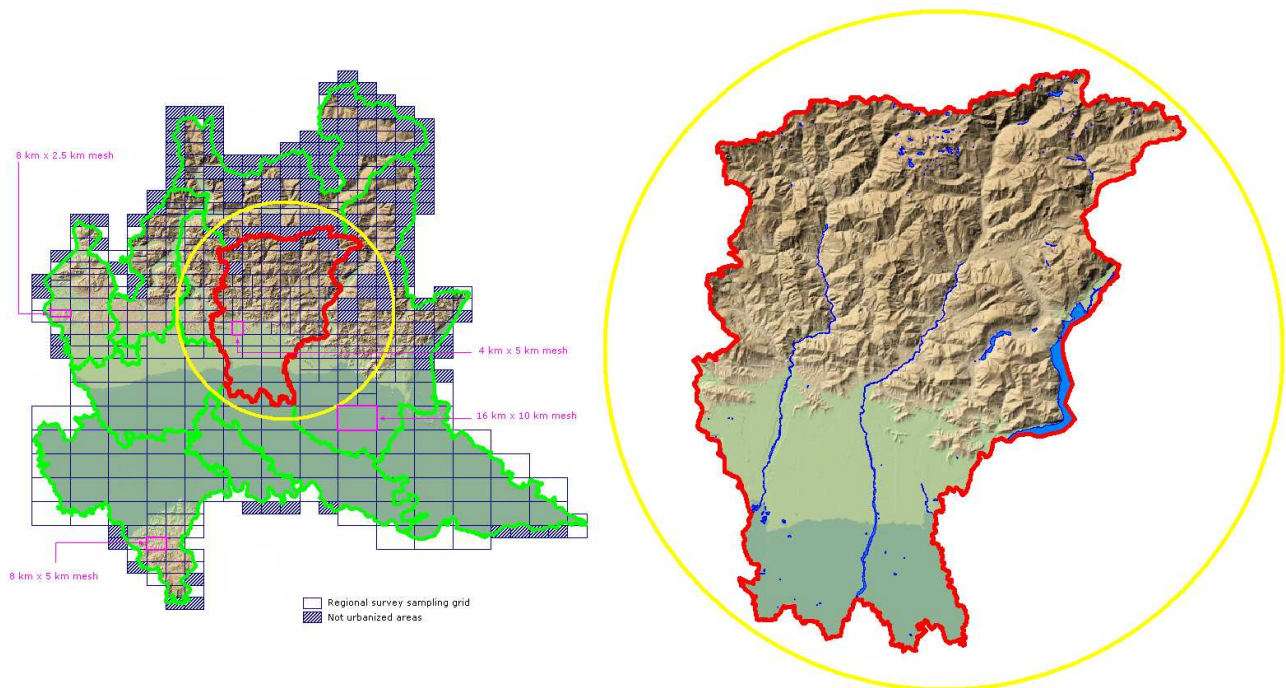 8 km x 2.5 km mesh
4 km x 5 km mesh
16 km x 10 km mesh
8 km x 5 km mesh
Regional survey sampling grid
Not urbanized areas